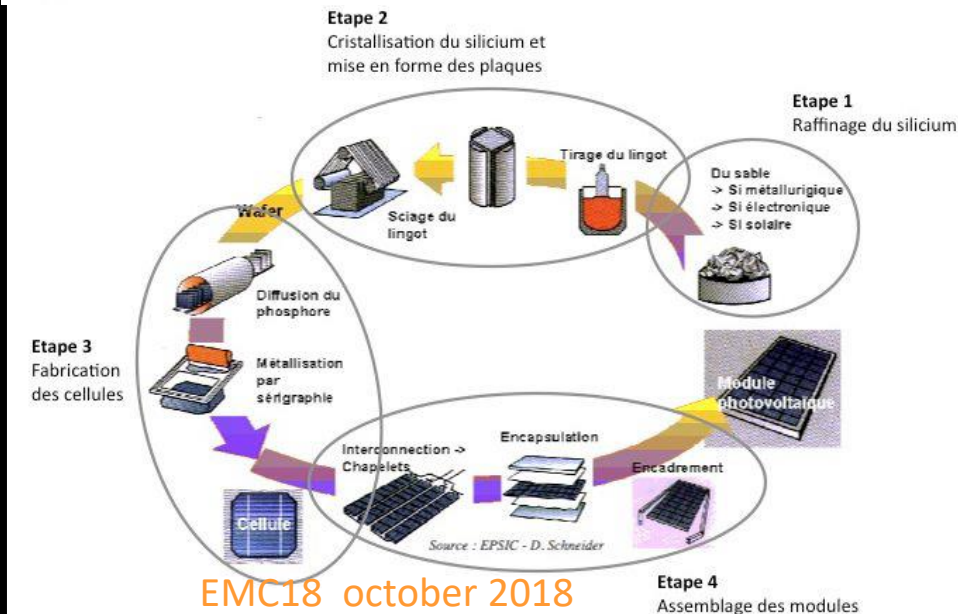 Etape 2
Cristallisation du silicium et
mise en forme des plaques
Etape 1
Raffinage du silicium
Du sable
-> Si métallurigique
-> Si électronique
-> Si solaire
Tirage du lingot
Sciage du
lingot
Wafer
Diffusion du
phosphore
Etape 3
Fabrication
des cellules
Métallisation
par
sérigraphie
Cellule
Interconnection ->
Chapelets
Encapsulation
Encadrement
Module
photovoltaïque
Source : EPSIC - D. Schneider
EMC18 october 2018
Etape 4
Assemblage des modules